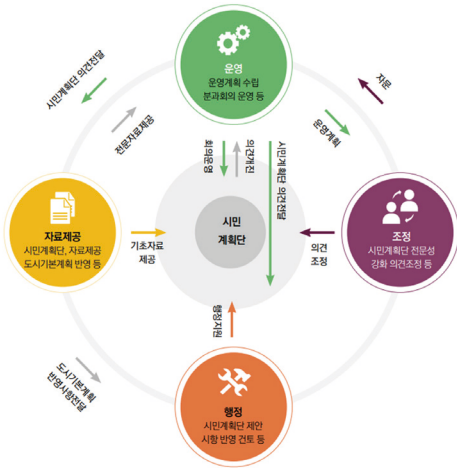 운영
운영계획 수립
분과회의 운영 등
시민계획단 의견전달
전문자료제공
자문
운영계획
회의운영
의견개진
시민계획단 의견전달
시민
계획단
자료제공
시민계획단, 자료제공
도시기본계획 반영 등
기초자료
제공
의견
조정
조정
시민계획단 전문성
강화 의견조정 등
행정지원
도시기본계획
반영사항전달
행정
시민계획단 제안
시항 반영 건토 등